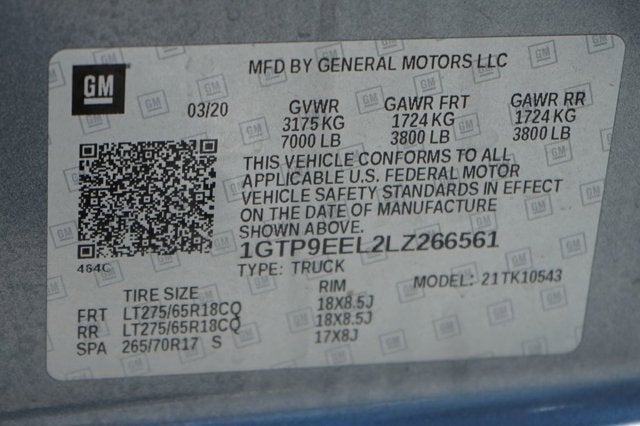 GM
MFD BY GENERAL MOTORS LLC
03/20
GVWR GAWR FRT GAWR RR
3175 KG 1724 KG 1724 KG
7000 LB 3800 LB 3800 LB
THIS VEHICLE CONFORMS TO ALL
APPLICABLE U.S. FEDERAL MOTOR
VEHICLE SAFETY STANDARDS IN EFFECT
ON THE DATE OF MANUFACTURE
SHOWN ABOVE.
484C
1GTP9EEL2LZ266561
TYPE: TRUCK MODEL: 21TK10543
TIRE SIZE RIM
FRT LT275/65R18CQ 18X8.5J
RR LT275/65R18CQ 18X8.5J
SPA 265/70R17 S 17X8J